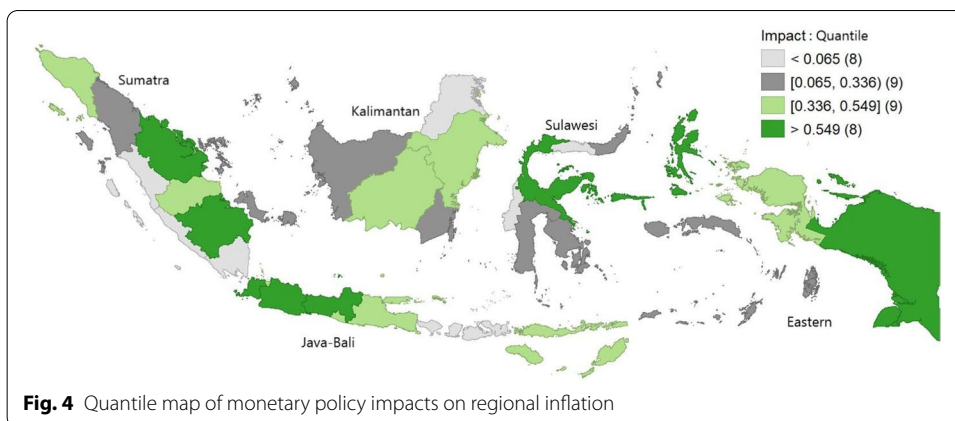 Impact : Quantile
< 0.065 (8)
[0.065, 0.336) (9)
[0.336, 0.549] (9)
> 0.549 (8)
Sumatra
Kalimantan
Sulawesi
Java-Bali
Eastern
Fig. 4 Quantile map of monetary policy impacts on regional inflation